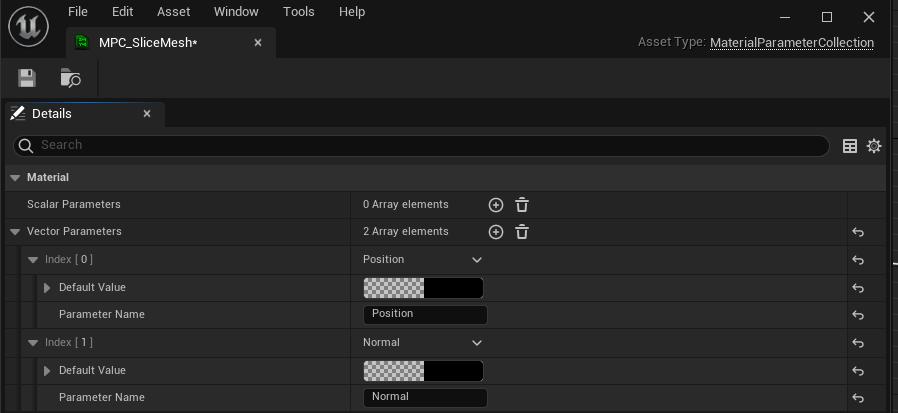 File Edit Asset Window Tools Help
MPC_SliceMesh*
Asset Type: MaterialParameterCollection
Details
Search
Material
Scalar Parameters 0 Array elements
Vector Parameters 2 Array elements
Index [ 0 ] Position
Default Value
Parameter Name Position
Index [ 1 ] Normal
Default Value
Parameter Name Normal